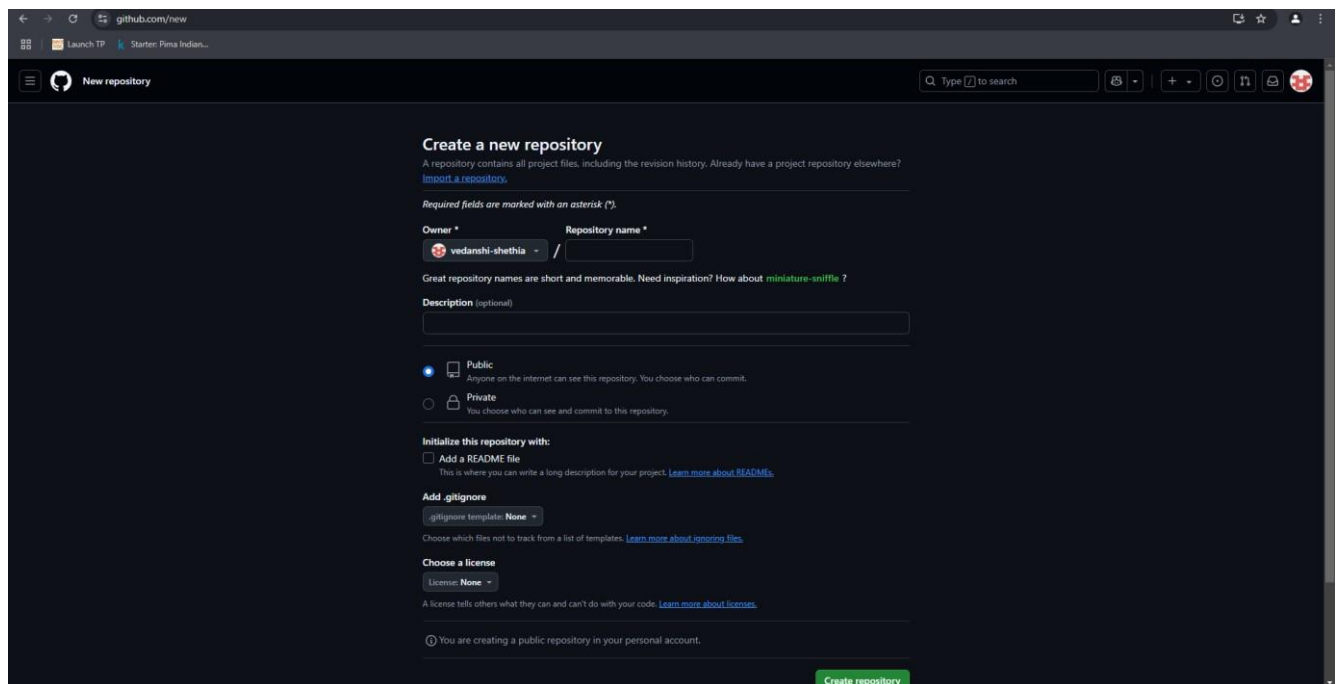 github.com/new
Launch TP
Starter: Pima Indian...
New repository
Type / to search
Create a new repository
A repository contains all project files, including the revision history. Already have a project repository elsewhere?
Import a repository.
Required fields are marked with an asterisk (*).
Owner * Repository name *
vedanshi-shethia /
Great repository names are short and memorable. Need inspiration? How about miniature-sniffle ?
Description (optional)
Public
Anyone on the internet can see this repository. You choose who can commit.
Private
You choose who can see and commit to this repository.
Initialize this repository with:
Add a README file
This is where you can write a long description for your project. Learn more about READMEs.
Add .gitignore
.gitignore template: None
Choose which files not to track from a list of templates. Learn more about ignoring files.
Choose a license
License: None
A license tells others what they can and can't do with your code. Learn more about licenses.
You are creating a public repository in your personal account.
Create repository